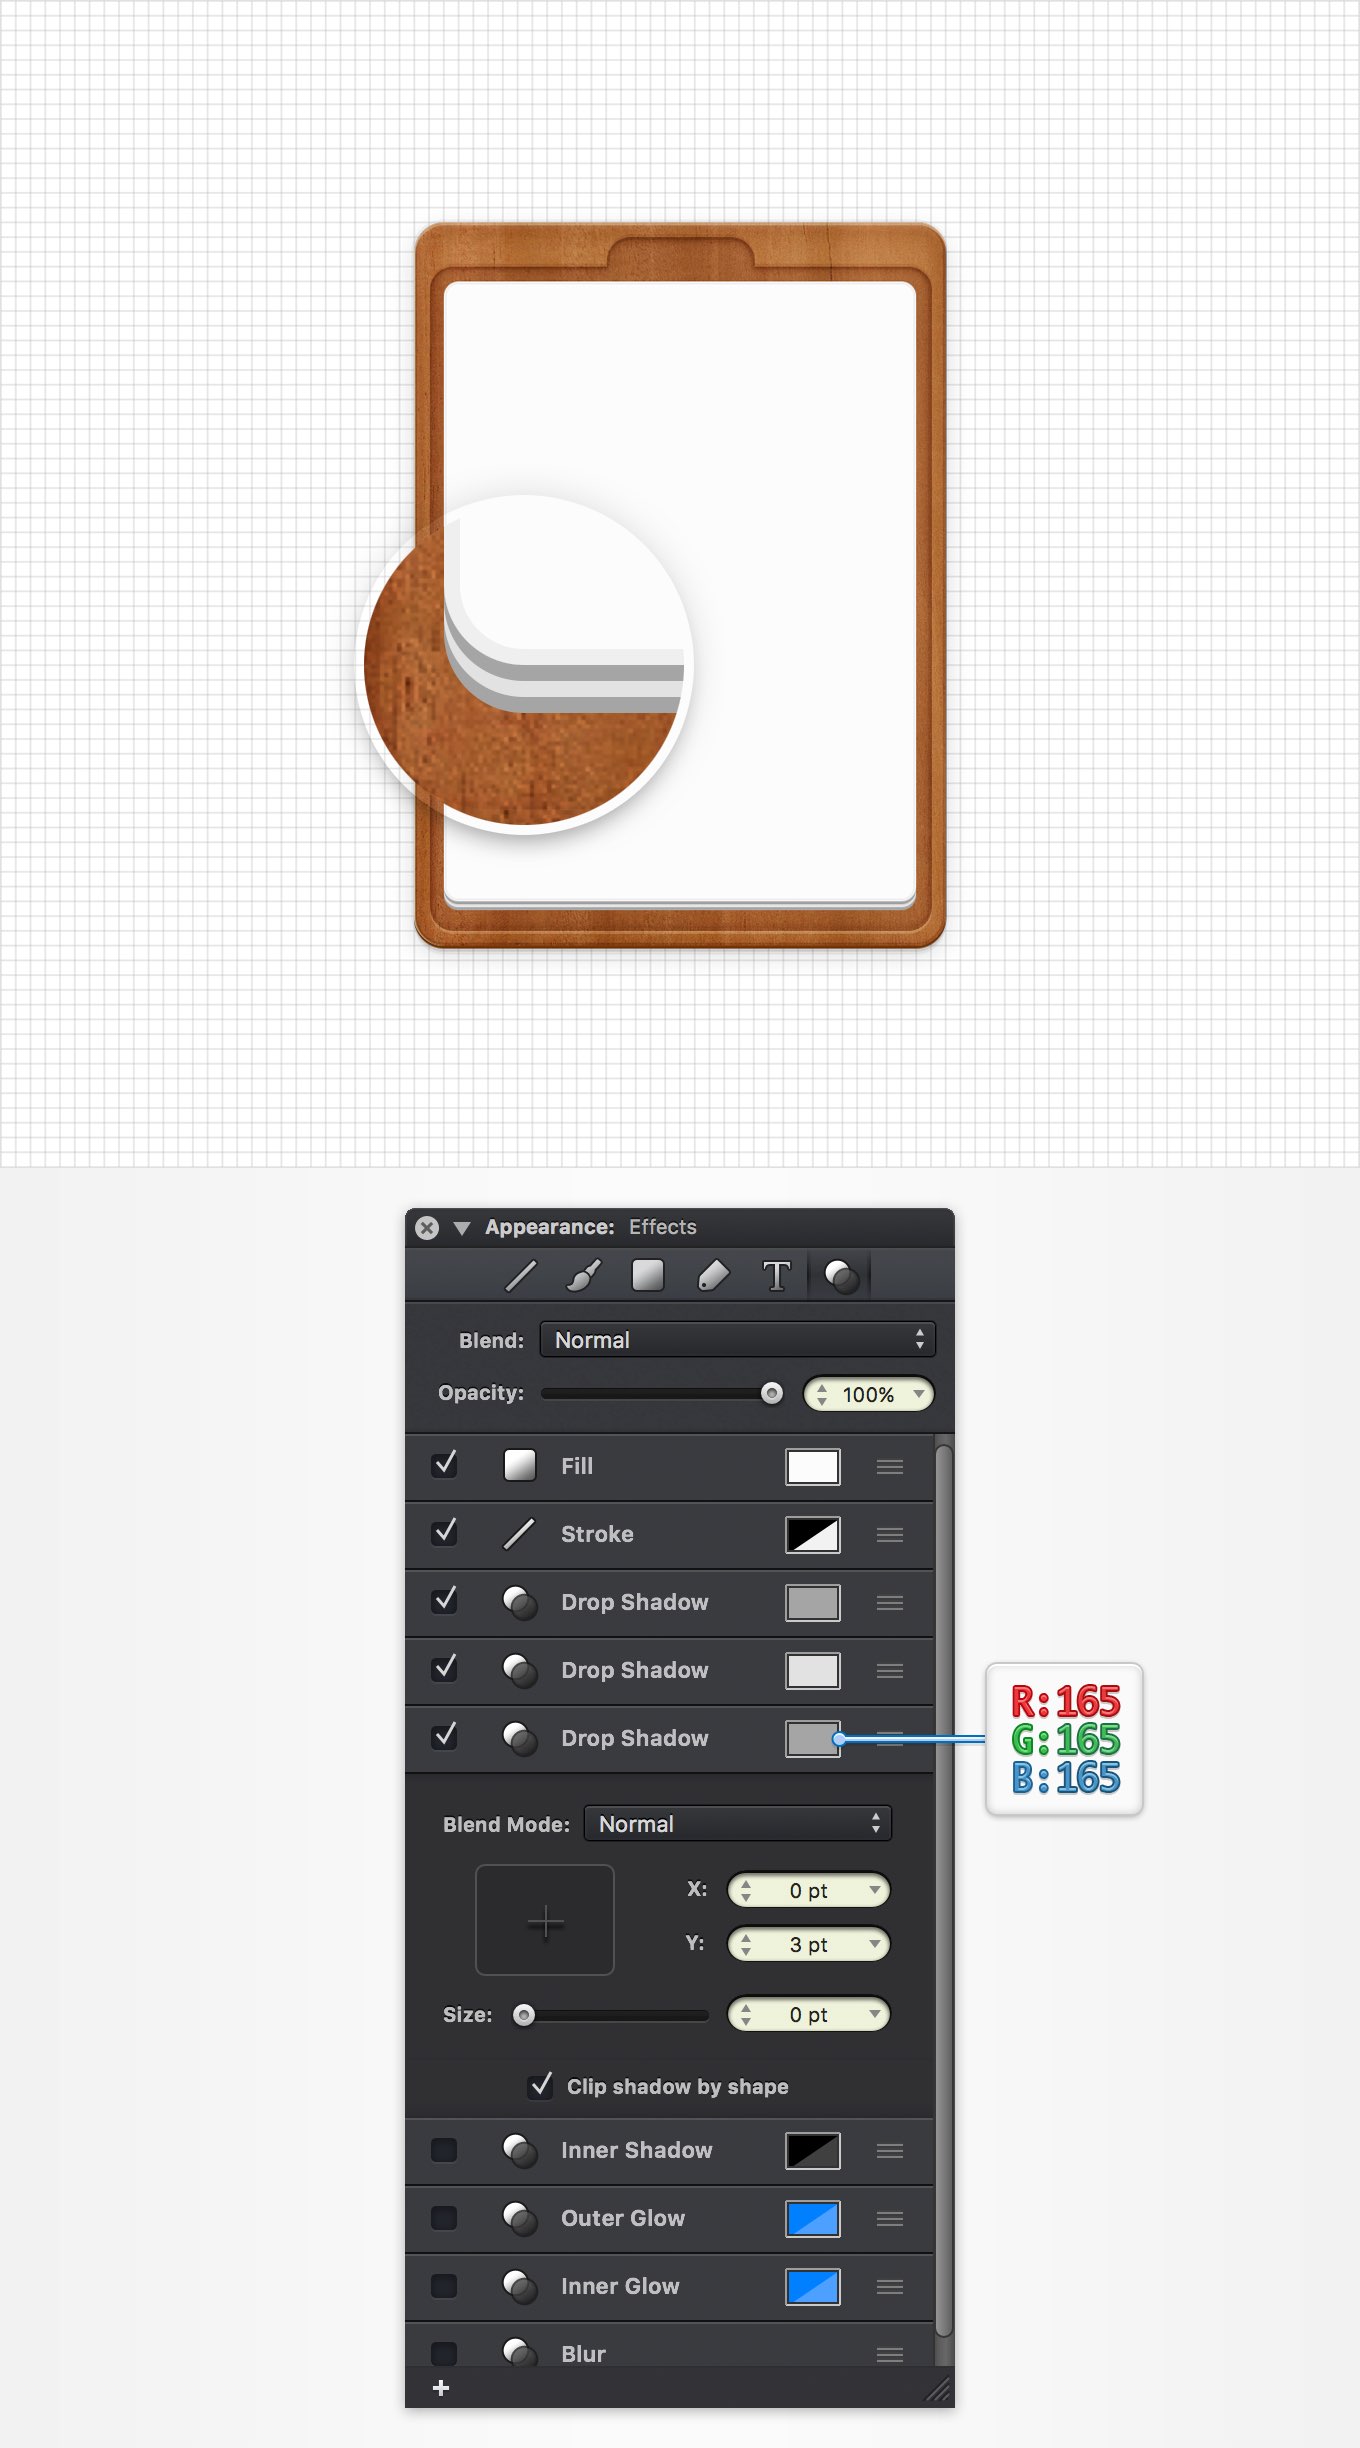 Appearance: Effects
T
Blend: Normal
Opacity: 100%
Fill
Stroke
Drop Shadow
Drop Shadow
Drop Shadow
R:165
G:165
B:165
Blend Mode: Normal
X: 0 pt
Y: 3 pt
Size: 0 pt
Clip shadow by shape
Inner Shadow
Outer Glow
Inner Glow
Blur